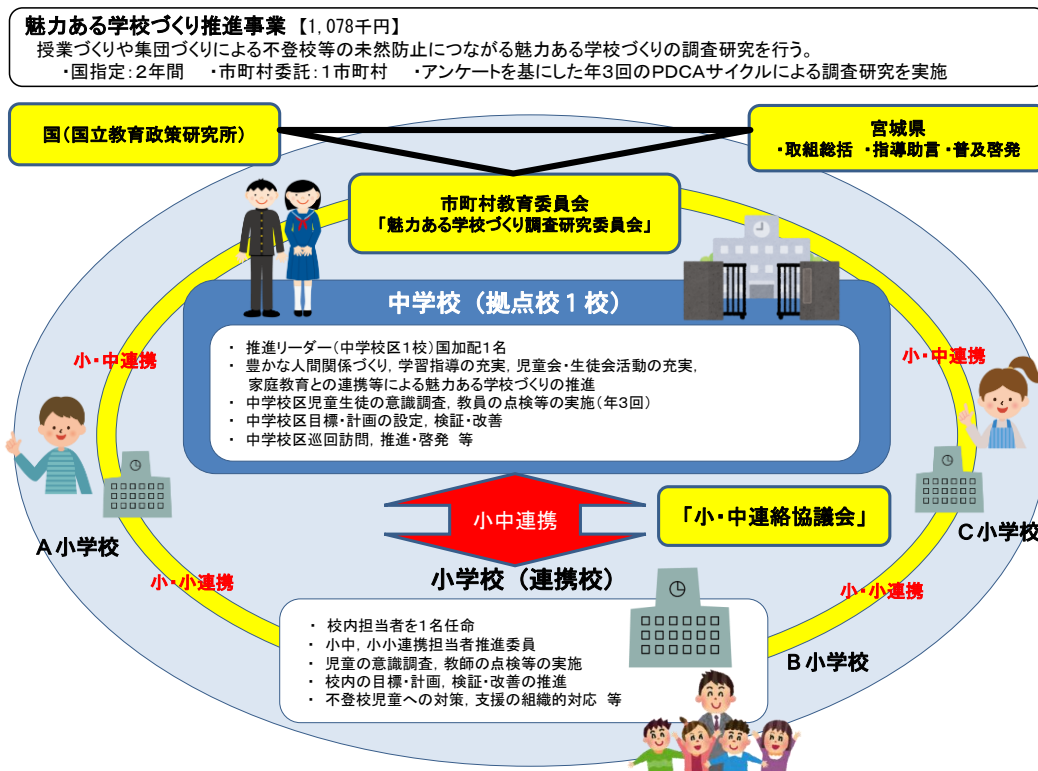 魅力ある学校づくり推進事業 【1,078千円】
授業づくりや集団づくりによる不登校等の未然防止につながる魅力ある学校づくりの調査研究を行う。
・国指定:2年間 ・市町村委託:1市町村 ・アンケートを基にした年3回のPDCAサイクルによる調査研究を実施
国(国立教育政策研究所)
宮城県
・取組総括 ・指導助言・普及啓発
市町村教育委員会
「魅力ある学校づくり調査研究委員会」
中学校(拠点校1校)
・ 推進リーダー(中学校区1校)国加配1名
・ 豊かな人間関係づくり,学習指導の充実,児童会・生徒会活動の充実,
家庭教育との連携等による魅力ある学校づくりの推進
・ 中学校区児童生徒の意識調査,教員の点検等の実施(年3回)
・ 中学校区目標・計画の設定,検証・改善
・ 中学校区巡回訪問,推進・啓発 等
小・中連携
小・中連携
小中連携
「小・中連絡協議会」
A小学校
C小学校
小・小連携
小・小連携
小学校(連携校)
・ 校内担当者を1名任命
・ 小中,小小連携担当者推進委員
・ 児童の意識調査,教師の点検等の実施
・ 校内の目標・計画,検証・改善の推進
・ 不登校児童への対策,支援の組織的対応 等
B小学校